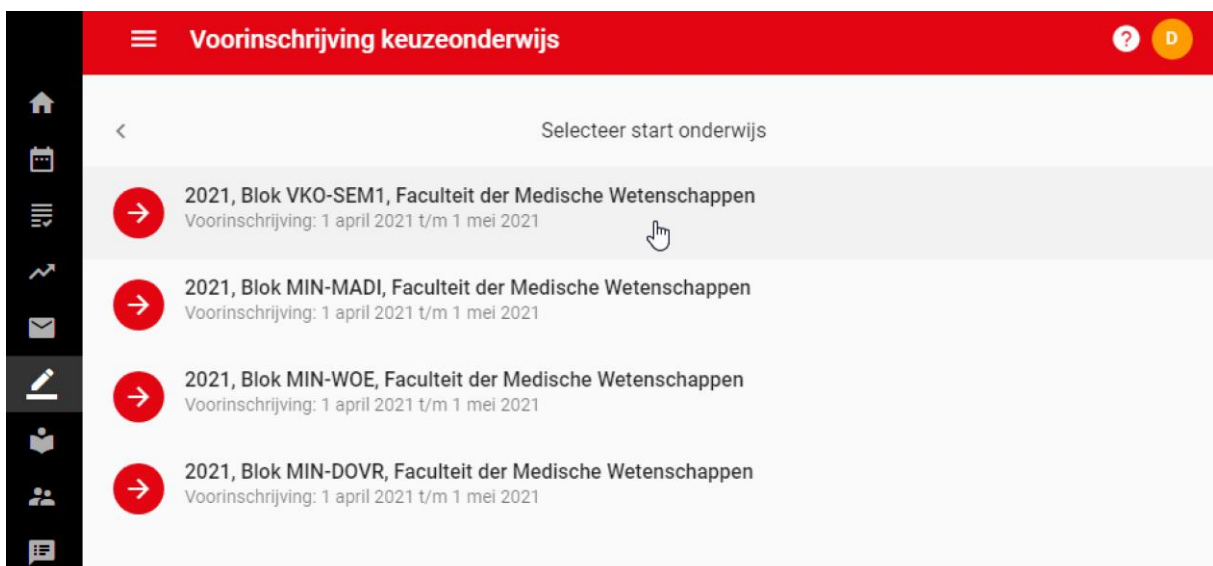 Voorinschrijving keuzeonderwijs
? D
Selecteer start onderwijs
2021, Blok VKO-SEM1, Faculteit der Medische Wetenschappen
Voorinschrijving: 1 april 2021 t/m 1 mei 2021
2021, Blok MIN-MADI, Faculteit der Medische Wetenschappen
Voorinschrijving: 1 april 2021 t/m 1 mei 2021
2021, Blok MIN-WOE, Faculteit der Medische Wetenschappen
Voorinschrijving: 1 april 2021 t/m 1 mei 2021
2021, Blok MIN-DOVR, Faculteit der Medische Wetenschappen
Voorinschrijving: 1 april 2021 t/m 1 mei 2021